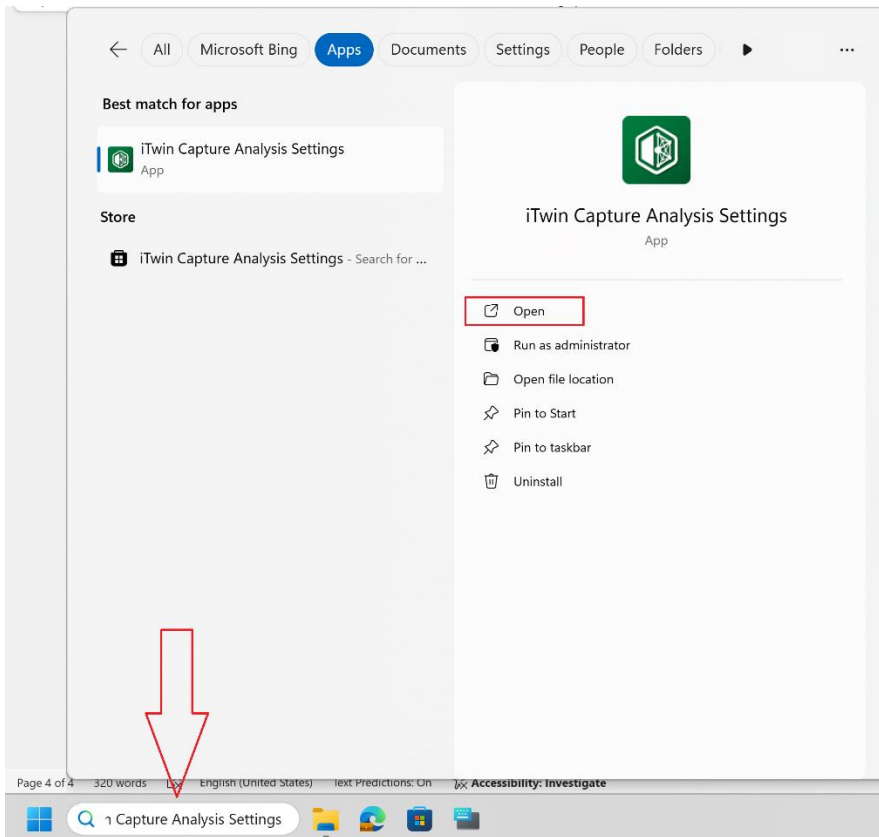 All Microsoft Bing Apps Documents Settings People Folders ...
Best match for apps
iTwin Capture Analysis Settings
App
Store
iTwin Capture Analysis Settings - Search for ...
iTwin Capture Analysis Settings
App
Open
Run as administrator
Open file location
Pin to Start
Pin to taskbar
Uninstall
Page 4 of 4 320 words English (United States) Text Predictions: On Accessibility: Investigate
Capture Analysis Settings